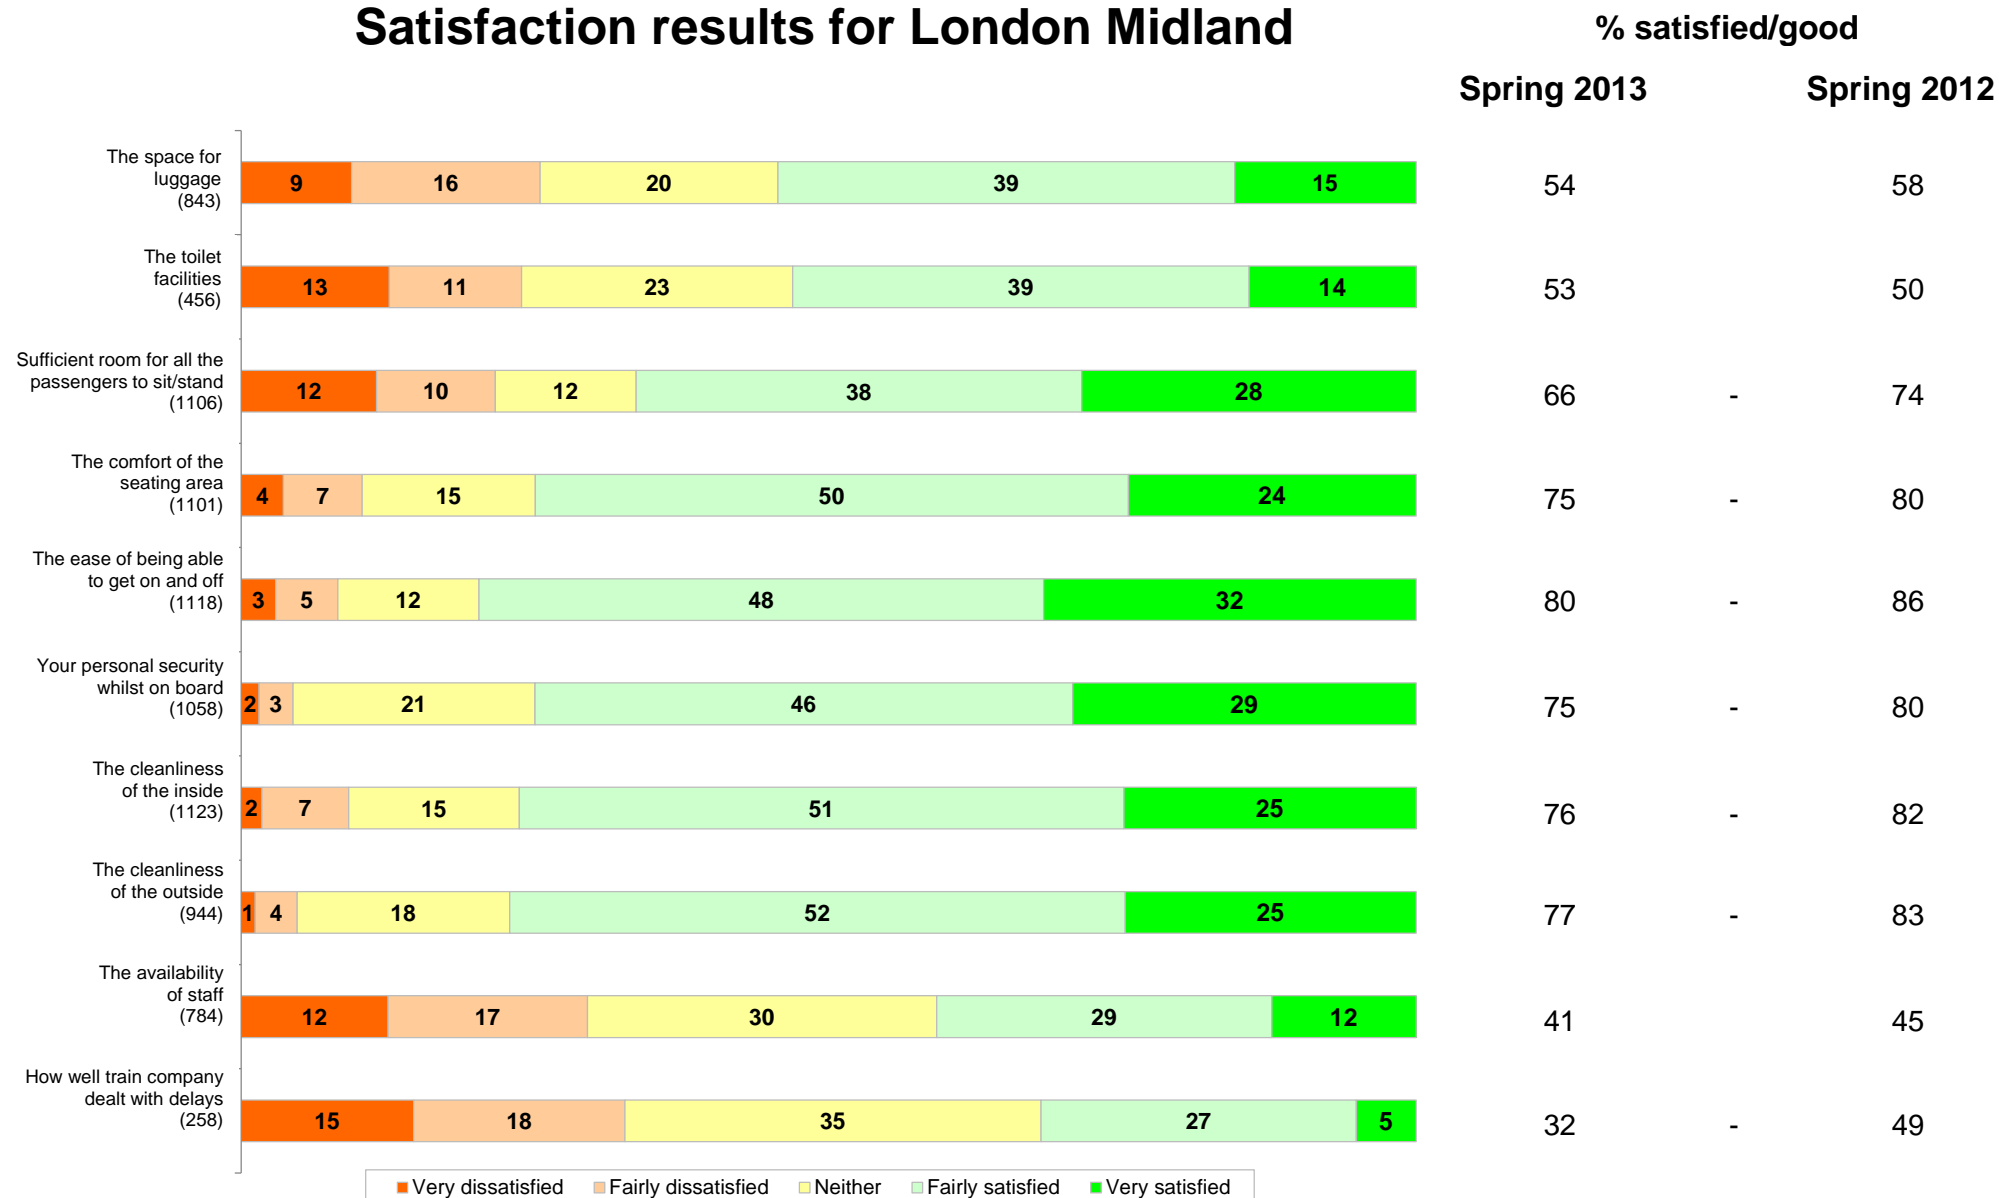 Satisfaction results for London Midland
% satisfied/good
Spring 2013 Spring 2012
The space for
luggage
(843)
9 16 20 39 15 54 58
The toilet
facilities
(456)
13 11 23 39 14 53 50
Sufficient room for all the
passengers to sit/stand
(1106)
12 10 12 38 28 66 - 74
The comfort of the
seating area
(1101)
4 7 15 50 24 75 - 80
The ease of being able
to get on and off
(1118)
3 5 12 48 32 80 - 86
Your personal security
whilst on board
(1058)
2 3 21 46 29 75 - 80
The cleanliness
of the inside
(1123)
2 7 15 51 25 76 - 82
The cleanliness
of the outside
(944)
1 4 18 52 25 77 - 83
The availability
of staff
(784)
12 17 30 29 12 41 45
How well train company
dealt with delays
(258)
15 18 35 27 5 32 - 49
Very dissatisfied Fairly dissatisfied Neither Fairly satisfied Very satisfied